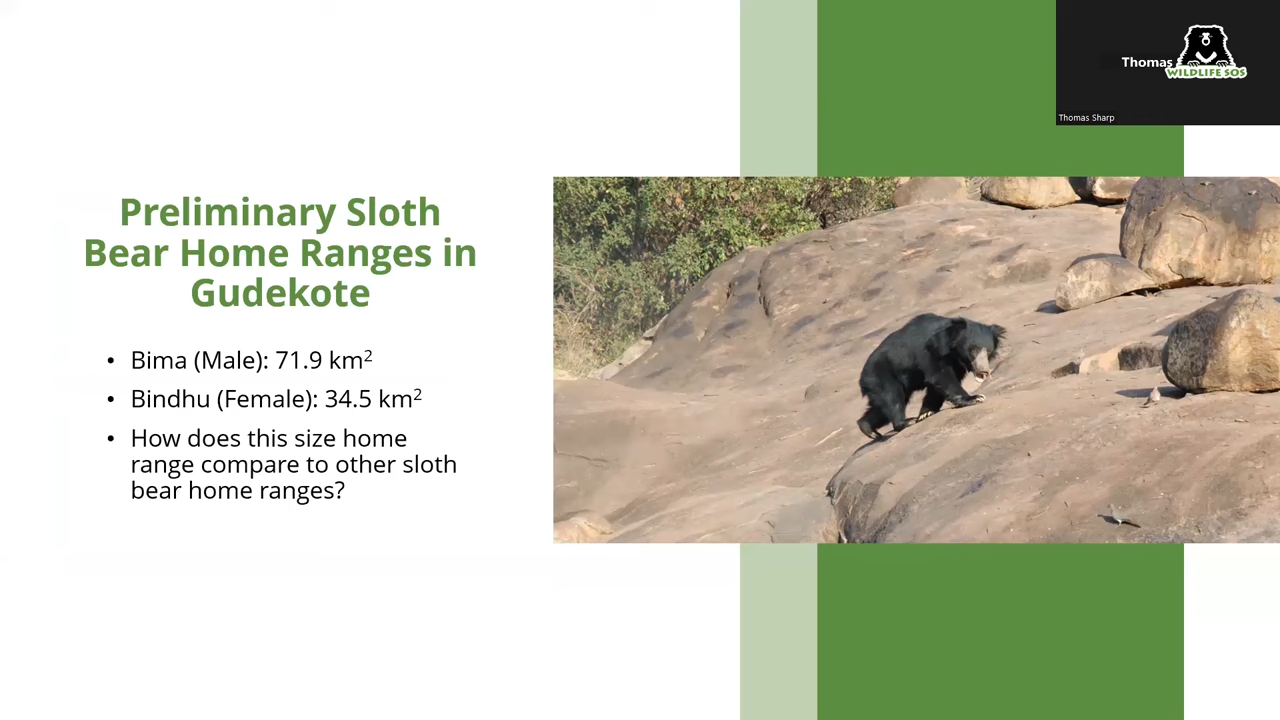 Thomas
WILDLIFE SOS
Thomas Sharp
Preliminary Sloth
Bear Home Ranges in
Gudekote
• Bima (Male): 71.9 km²
• Bindhu (Female): 34.5 km²
• How does this size home
range compare to other sloth
bear home ranges?